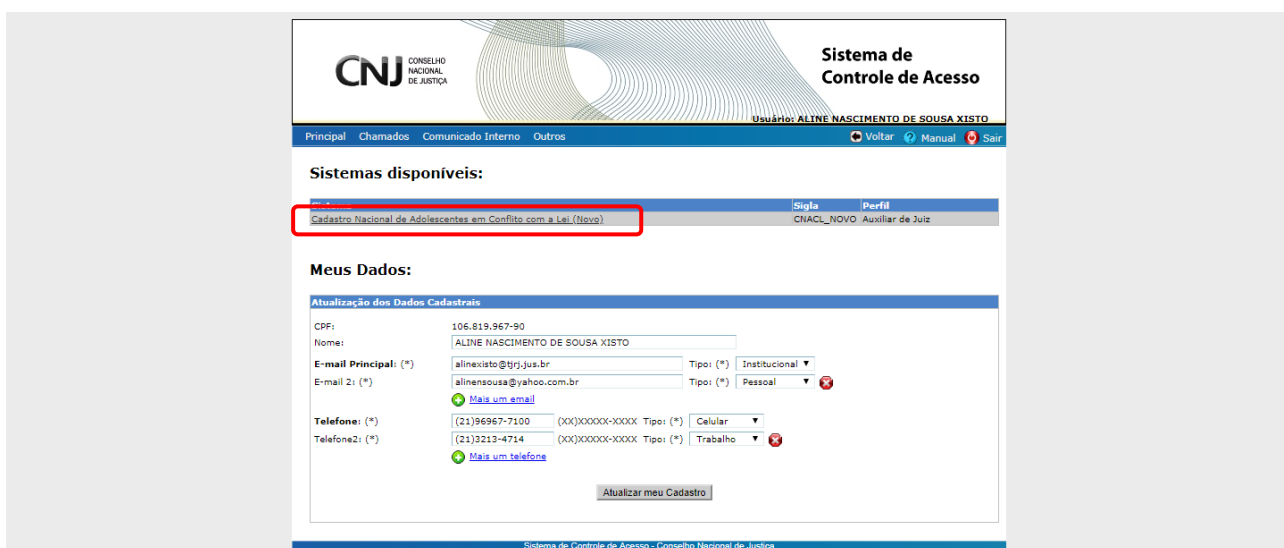 CNJ CONSELHO NACIONAL DE JUSTIÇA
Sistema de
Controle de Acesso
Usuário: ALINE NASCIMENTO DE SOUSA XISTO
Principal Chamados Comunicado Interno Outros Voltar Manual Sair
Sistemas disponíveis:
Sistema Sigla Perfil
Cadastro Nacional de Adolescentes em Conflito com a Lei (Novo) CNACL_NOVO Auxiliar de Juiz
Meus Dados:
Atualização dos Dados Cadastrais
CPF: 106.819.967-90
Nome: ALINE NASCIMENTO DE SOUSA XISTO
E-mail Principal: (*) alinexisto@tjrj.jus.br Tipo: (*) Institucional
E-mail 2: (*) alinensousa@yahoo.com.br Tipo: (*) Pessoal
Mais um email
Telefone: (*) (21)96967-7100 (XX)XXXXX-XXXX Tipo: (*) Celular
Telefone2: (*) (21)3213-4714 (XX)XXXXX-XXXX Tipo: (*) Trabalho
Mais um telefone
Atualizar meu Cadastro
Sistema de Controle de Acesso - Conselho Nacional de Justiça